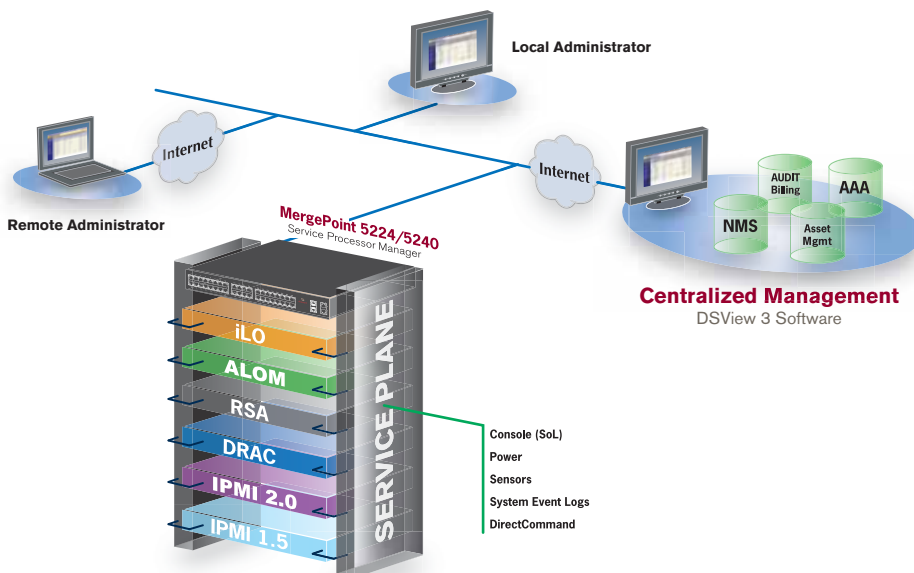 Local Administrator
Internet
Remote Administrator
Internet
AUDIT
Billing
AAA
NMS
Asset
Mgmt
Centralized Management
DSView 3 Software
MergePoint 5224/5240
Service Processor Manager
iLO
ALOM
RSA
DRAC
IPMI 2.0
IPMI 1.5
SERVICE PLANE
Console (SoL)
Power
Sensors
System Event Logs
DirectCommand